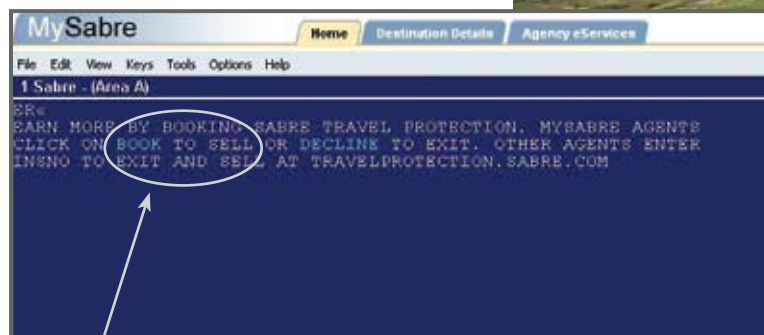 MySabre
Home Destination Details Agency eServices
File Edit View Keys Tools Options Help
1 Sabre - (Area A)
ER«
EARN MORE BY BOOKING SABRE TRAVEL PROTECTION. MYSABRE AGENTS
CLICK ON BOOK TO SELL OR DECLINE TO EXIT. OTHER AGENTS ENTER
INSNO TO EXIT AND SELL AT TRAVELPROTECTION.SABRE.COM